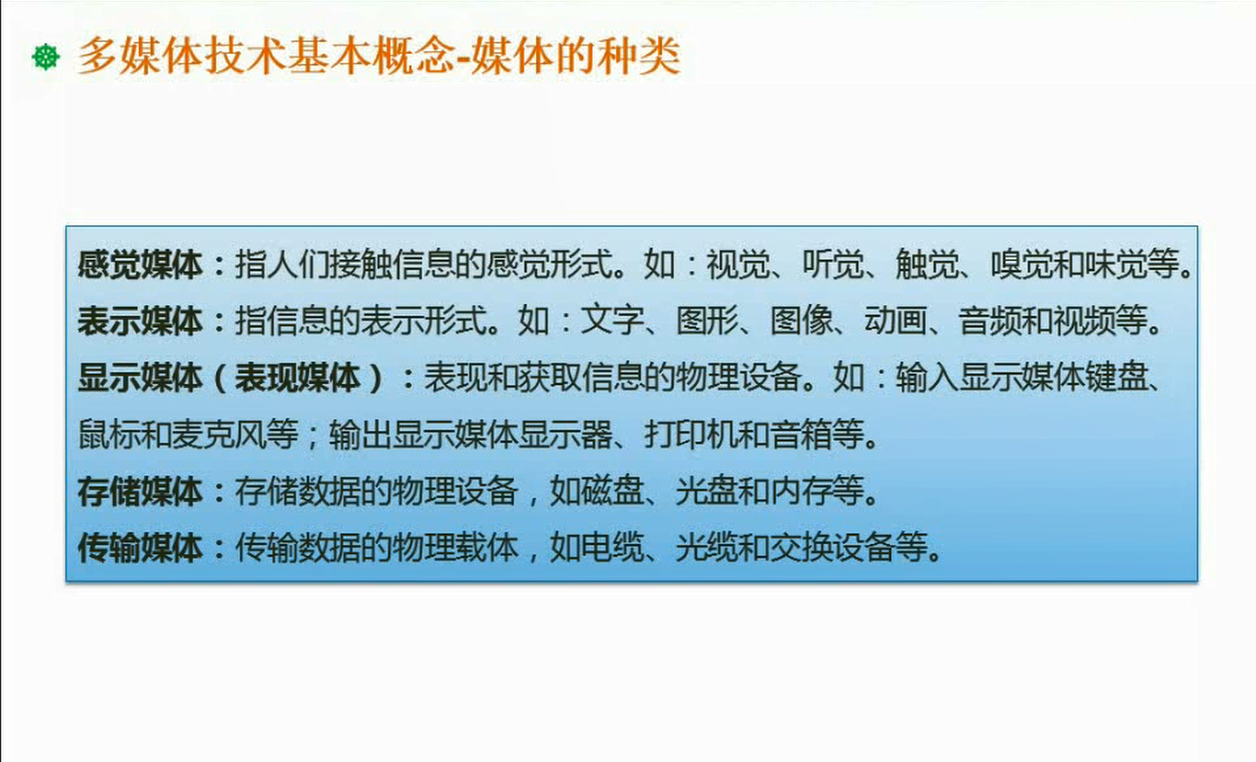 多媒体技术基本概念-媒体的种类
感觉媒体：指人们接触信息的感觉形式。如：视觉、听觉、触觉、嗅觉和味觉等。
表示媒体：指信息的表示形式。如：文字、图形、图像、动画、音频和视频等。
显示媒体（表现媒体）：表现和获取信息的物理设备。如：输入显示媒体键盘、
鼠标和麦克风等；输出显示媒体显示器、打印机和音箱等。
存储媒体：存储数据的物理设备，如磁盘、光盘和内存等。
传输媒体：传输数据的物理载体，如电缆、光缆和交换设备等。